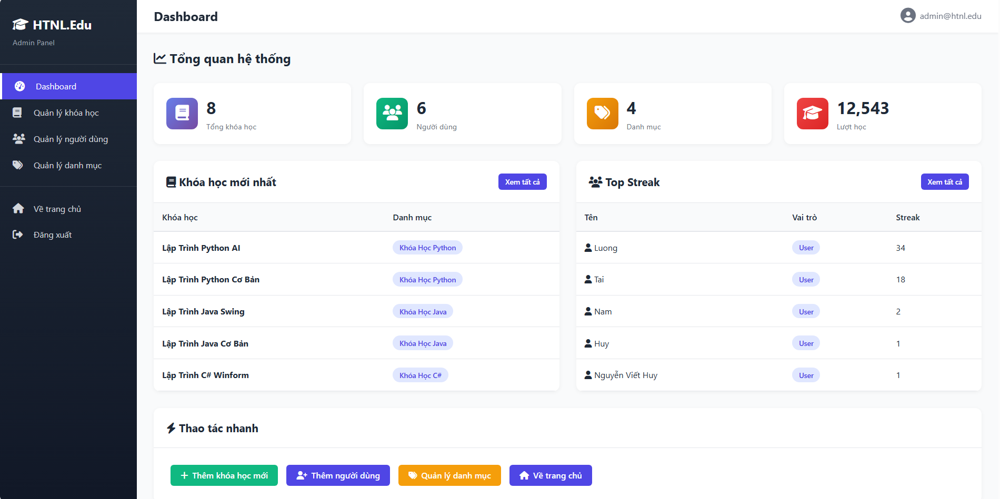 HTNL.Edu
Admin Panel
Dashboard
Quản lý khóa học
Quản lý người dùng
Quản lý danh mục
Về trang chủ
Đăng xuất
Dashboard
admin@htnl.edu
Tổng quan hệ thống
8
Tổng khóa học
6
Người dùng
4
Danh mục
12,543
Lượt học
Khóa học mới nhất
Xem tất cả
Khóa học Danh mục
Lập Trình Python AI Khóa Học Python
Lập Trình Python Cơ Bản Khóa Học Python
Lập Trình Java Swing Khóa Học Java
Lập Trình Java Cơ Bản Khóa Học Java
Lập Trình C# Winform Khóa Học C#
Top Streak
Xem tất cả
Tên Vai trò Streak
Luong User 34
Tai User 18
Nam User 2
Huy User 1
Nguyễn Viết Huy User 1
Thao tác nhanh
Thêm khóa học mới
Thêm người dùng
Quản lý danh mục
Về trang chủ